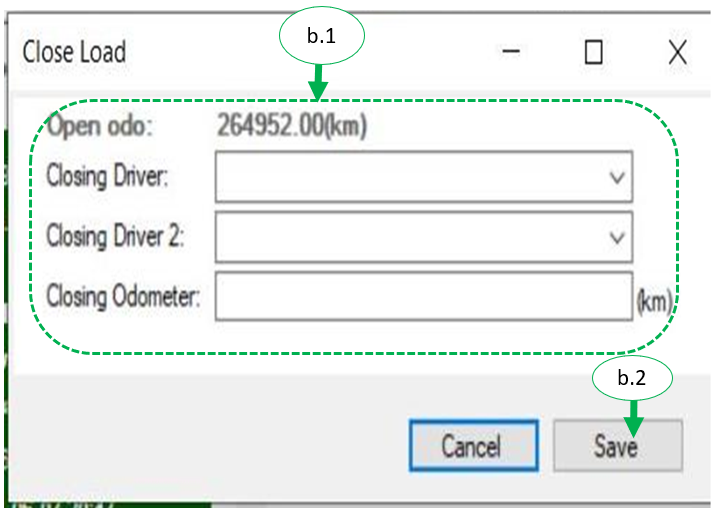 b.1
Close Load
Open odo: 264952.00(km)
Closing Driver:
Closing Driver 2:
Closing Odometer: (km)
b.2
Cancel Save